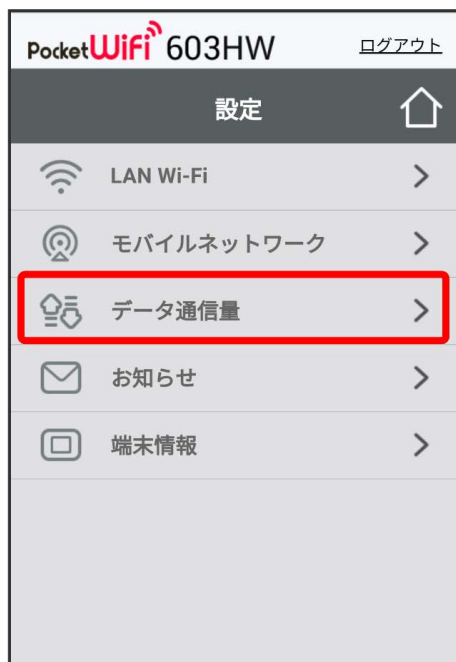 PocketWiFi 603HW ログアウト
設定
LAN Wi-Fi
モバイルネットワーク
データ通信量
お知らせ
端末情報